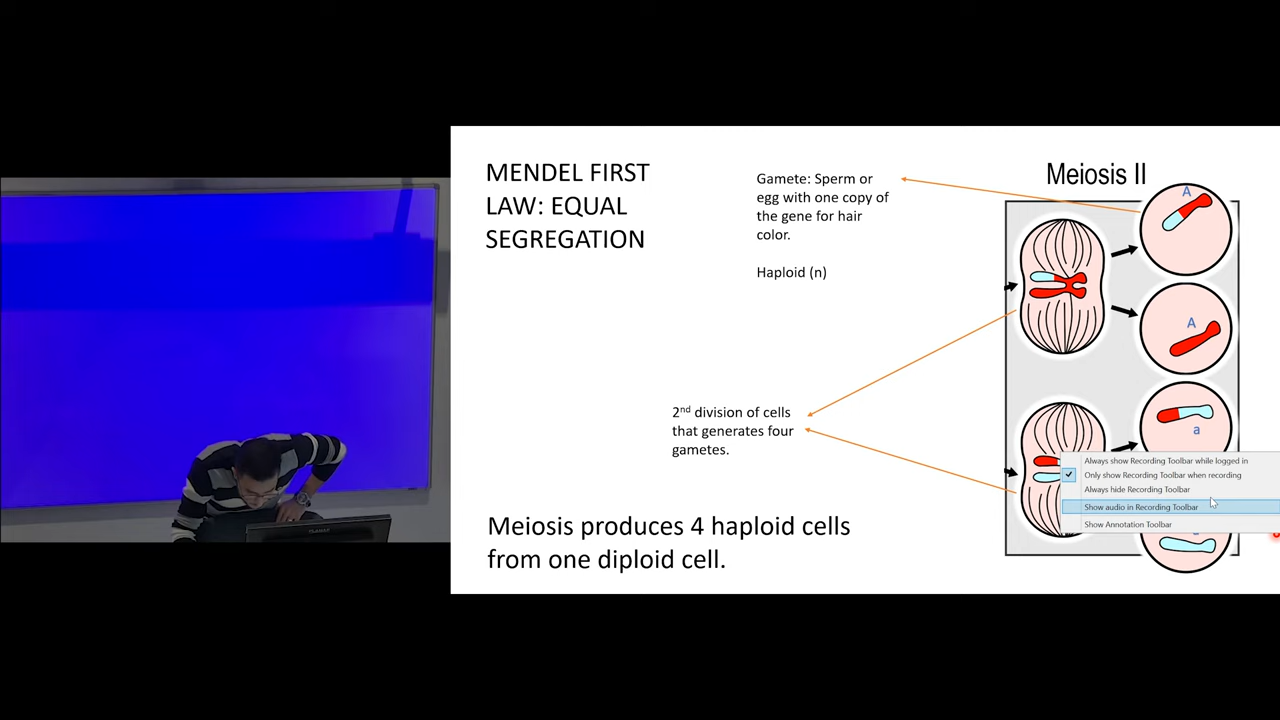 MENDEL FIRST
LAW: EQUAL
SEGREGATION
Gamete: Sperm or
egg with one copy of
the gene for hair
color.
Haploid (n)
Meiosis II
A
A
a
2nd division of cells
that generates four
gametes.
Always show Recording Toolbar while logged in
Only show Recording Toolbar when recording
Always hide Recording Toolbar
Show audio in Recording Toolbar
Show Annotation Toolbar
Meiosis produces 4 haploid cells
from one diploid cell.